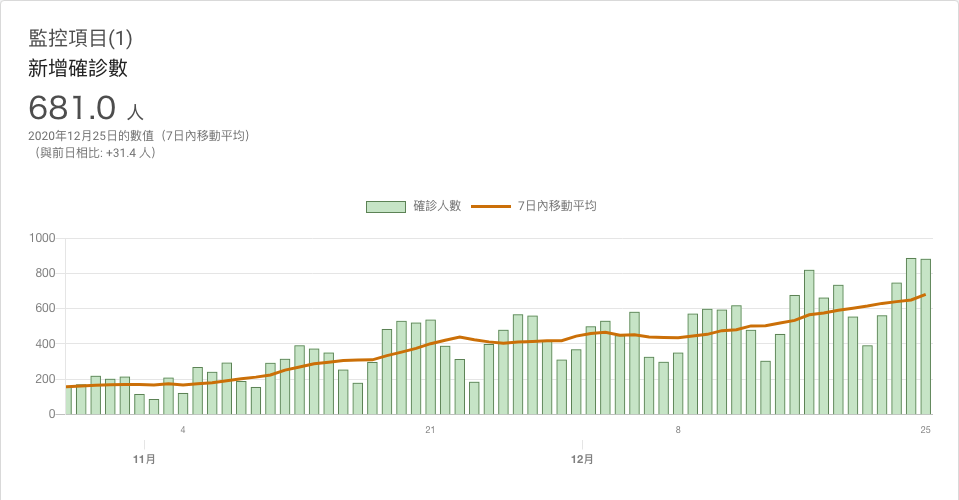 監控項目(1)
新增確診數
681.0 人
2020年12月25日的數值（7日內移動平均）
（與前日相比: +31.4 人）
確診人數 7日內移動平均
1000
800
600
400
200
0
4 21 8 25
11月 12月